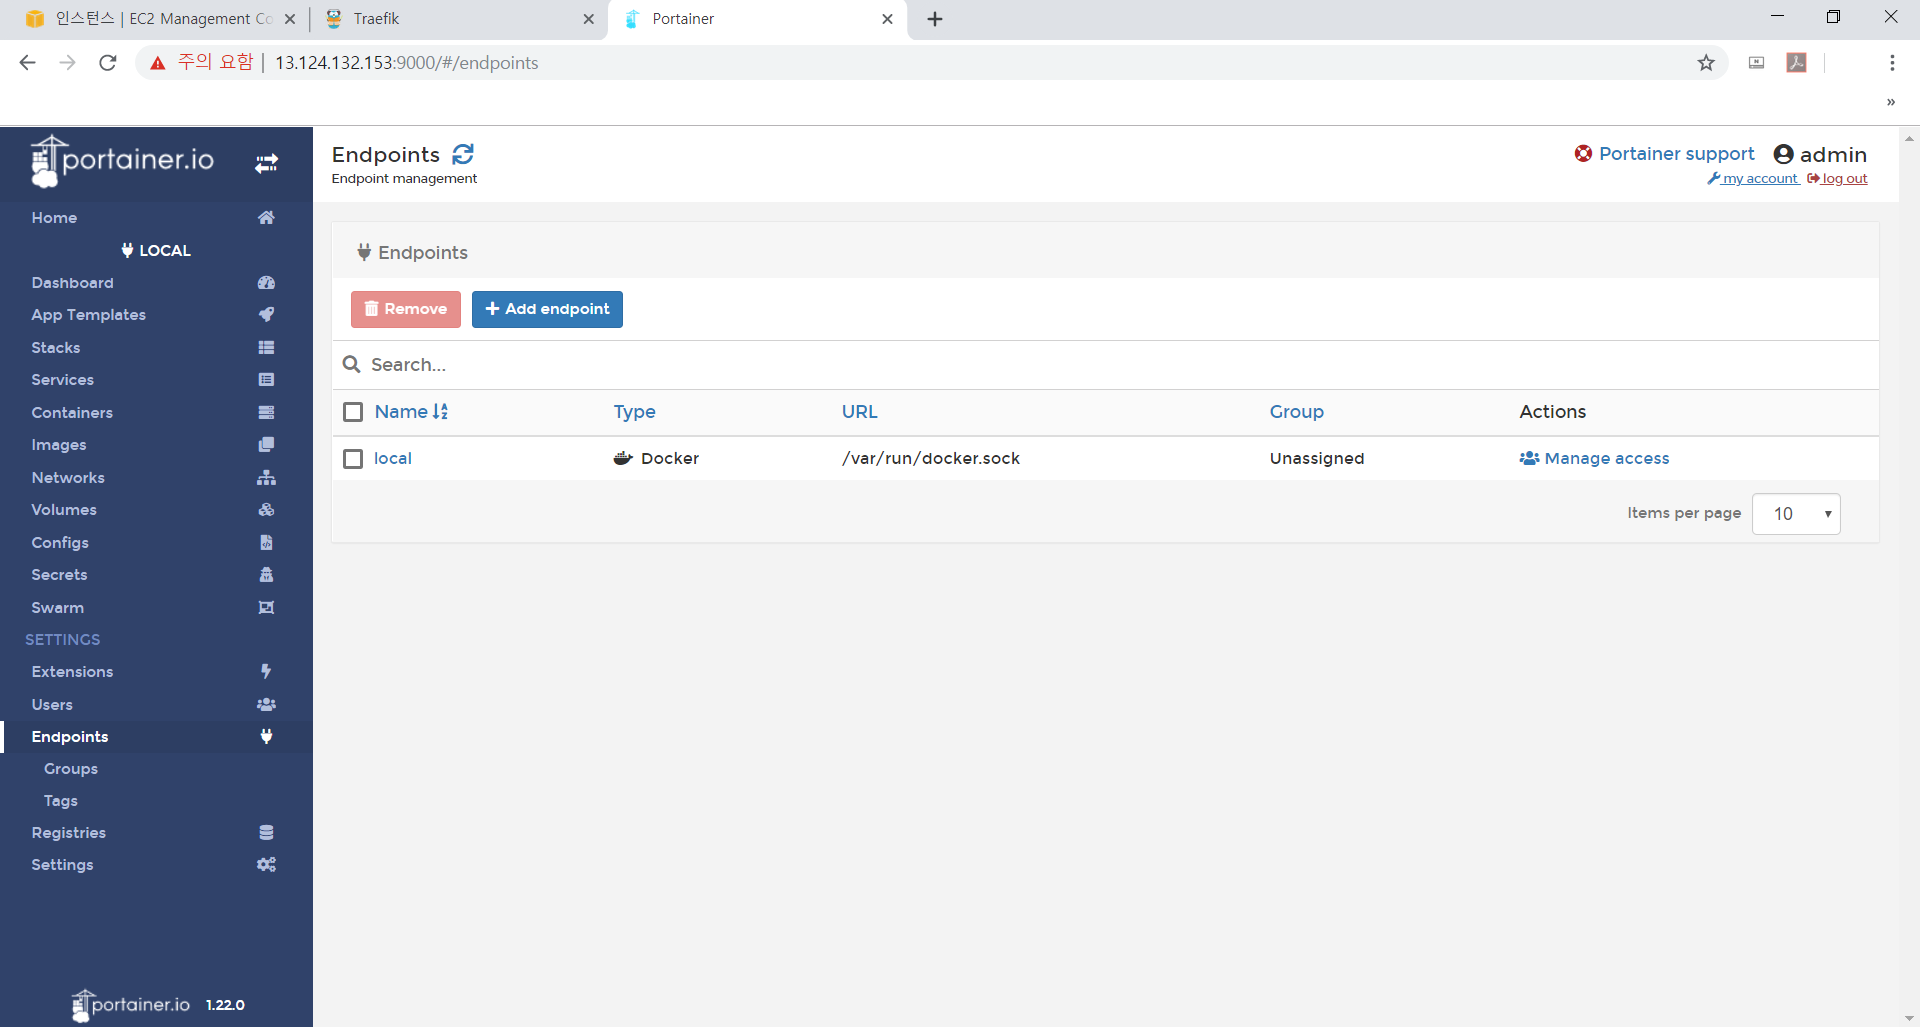 인스턴스 | EC2 Management Co
Traefik
Portainer
주의 요함 | 13.124.132.153:9000/#/endpoints
»
portainer.io
Endpoints
Endpoint management
Portainer support
admin
my account
log out
Home
LOCAL
Dashboard
App Templates
Stacks
Services
Containers
Images
Networks
Volumes
Configs
Secrets
Swarm
SETTINGS
Extensions
Users
Endpoints
Groups
Tags
Registries
Settings
portainer.io 1.22.0
Endpoints
Remove
Add endpoint
Search...
Name Type URL Group Actions
local Docker /var/run/docker.sock Unassigned Manage access
Items per page 10